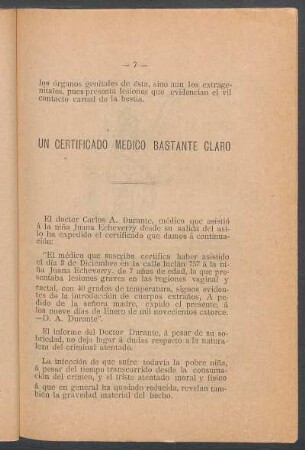 — 7 —
los órganos genitales de ésta, sino aun los extrage-
nitales, pues presenta lesiones que evidencian el vil
contacto carnal de la bestia.
UN CERTIFICADO MEDICO BASTANTE CLARO
El doctor Carlos A. Durante, médico que asistió
á la niña Juana Echeverry desde su salida del asi-
lo ha expedido el certificado que damos á continua-
ción:
"El médico que suscribe certifica haber asistido
el día 3 de Diciembre en la calle 757 á la ni-
ña Joana Echeverry, de 7 años de edad, la que pre-
sentaba lesiones graves en las regiones vaginal y
rectal, con 40 grados de temperatura, signos eviden-
tes de la introducción de cuerpos extraños. A pe-
dido de la señora madre, expido el presente, á
los nueve días de Enero de mil novecientos catorce.
—D. A. Durante".
El informe del Doctor Durante, á pesar de su so-
briedad, no deja lugar á dudas respecto á la natura-
leza del criminal atentado.
La infección de que sufre todavía la pobre niña,
á pesar del tiempo transcurrido desde la consuma-
ción del crimen, y el triste atentado moral y físico
á que en general ha quedado reducida, revelan tam-
bién la gravedad material del hecho.